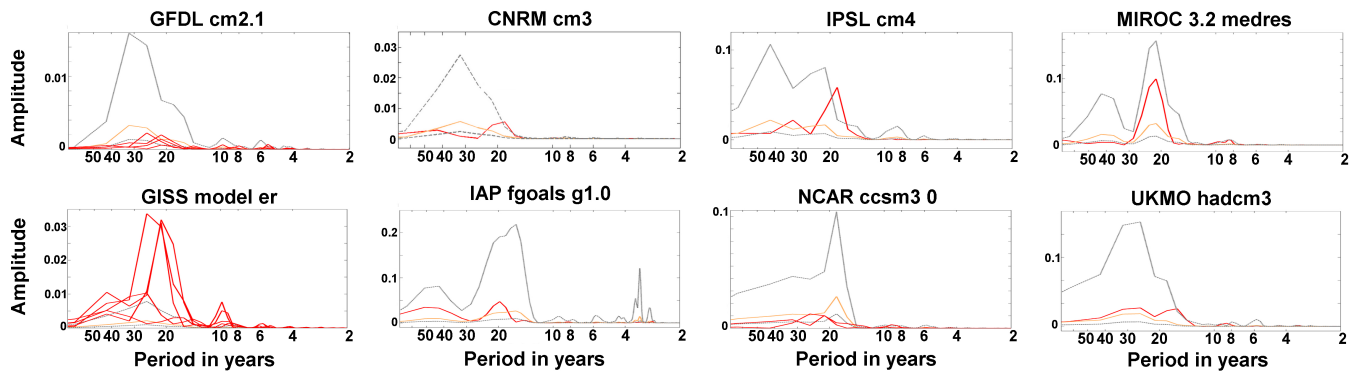 GFDL cm2.1
CNRM cm3
IPSL cm4
MIROC 3.2 medres
Amplitude
0.01
0
50 40 30 20 10 8 6 4 2
0.03
0.02
0.01
0
50 40 30 20 10 8 6 4 2
0.1
0
50 40 30 20 10 8 6 4 2
0.1
0
50 40 30 20 10 8 6 4 2
GISS model er
IAP fgoals g1.0
NCAR ccsm3 0
UKMO hadcm3
Amplitude
0.03
0.02
0.01
0
50 40 30 20 10 8 6 4 2
0.2
0.1
0
50 40 30 20 10 8 6 4 2
0.1
0
50 40 30 20 10 8 6 4 2
0.1
0
50 40 30 20 10 8 6 4 2
Period in years
Period in years
Period in years
Period in years